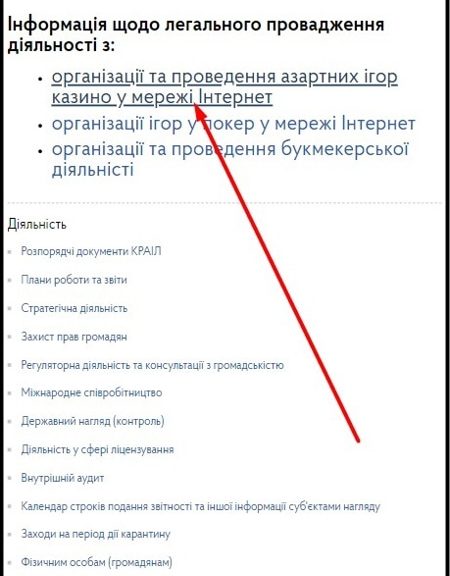 Інформація щодо легального провадження
діяльності з:
організації та проведення азартних ігор
казино у мережі Інтернет
організації ігор у покер у мережі Інтернет
організації та проведення букмекерської
діяльністі
Діяльність
Розпорядчі документи КРАІЛ
Плани роботи та звіти
Стратегічна діяльність
Захист прав громадян
Регуляторна діяльність та консультації з громадськістю
Міжнародне співробітництво
Державний нагляд (контроль)
Діяльність у сфері ліцензування
Внутрішній аудит
Календар строків подання звітності та іншої інформації суб'єктами нагляду
Заходи на період дії карантину
Фізичним особам (громадянам)